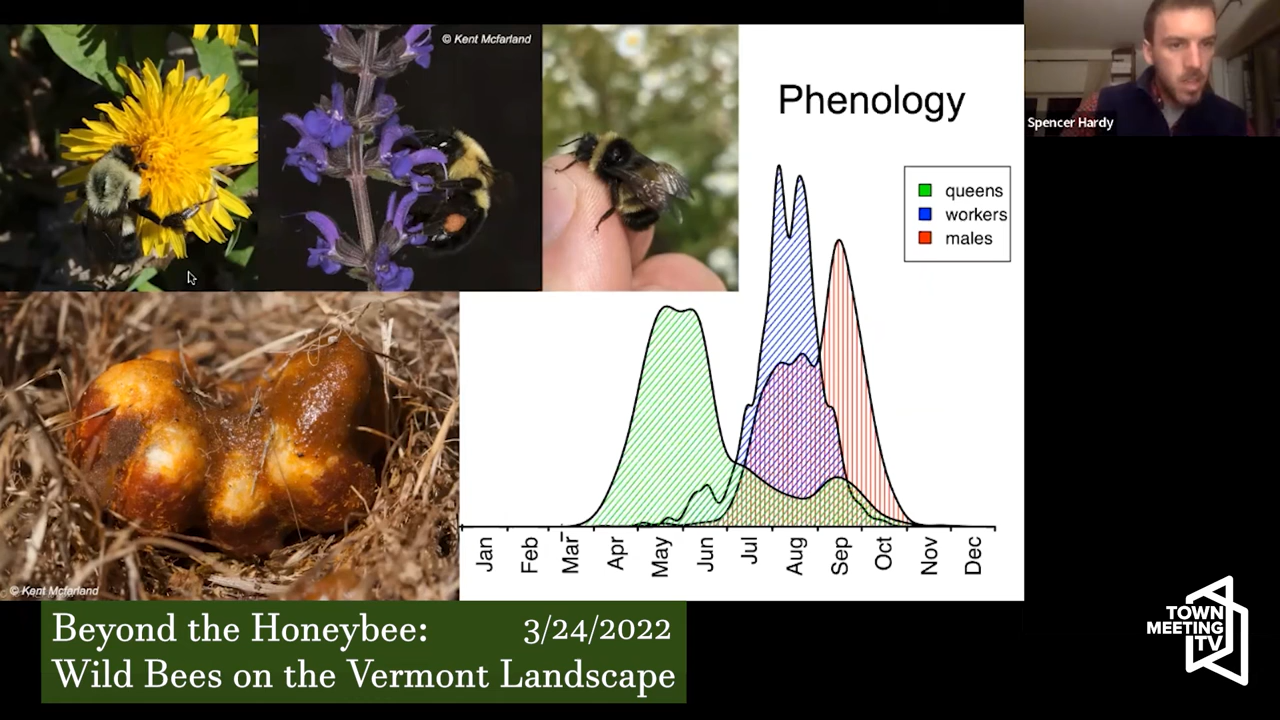 © Kent Mcfarland
Phenology
Spencer Hardy
queens
workers
males
© Kent Mcfarland
Jan Feb Mar Apr May Jun Jul Aug Sep Oct Nov Dec
Beyond the Honeybee: 3/24/2022
Wild Bees on the Vermont Landscape
TOWN
MEETING
TV